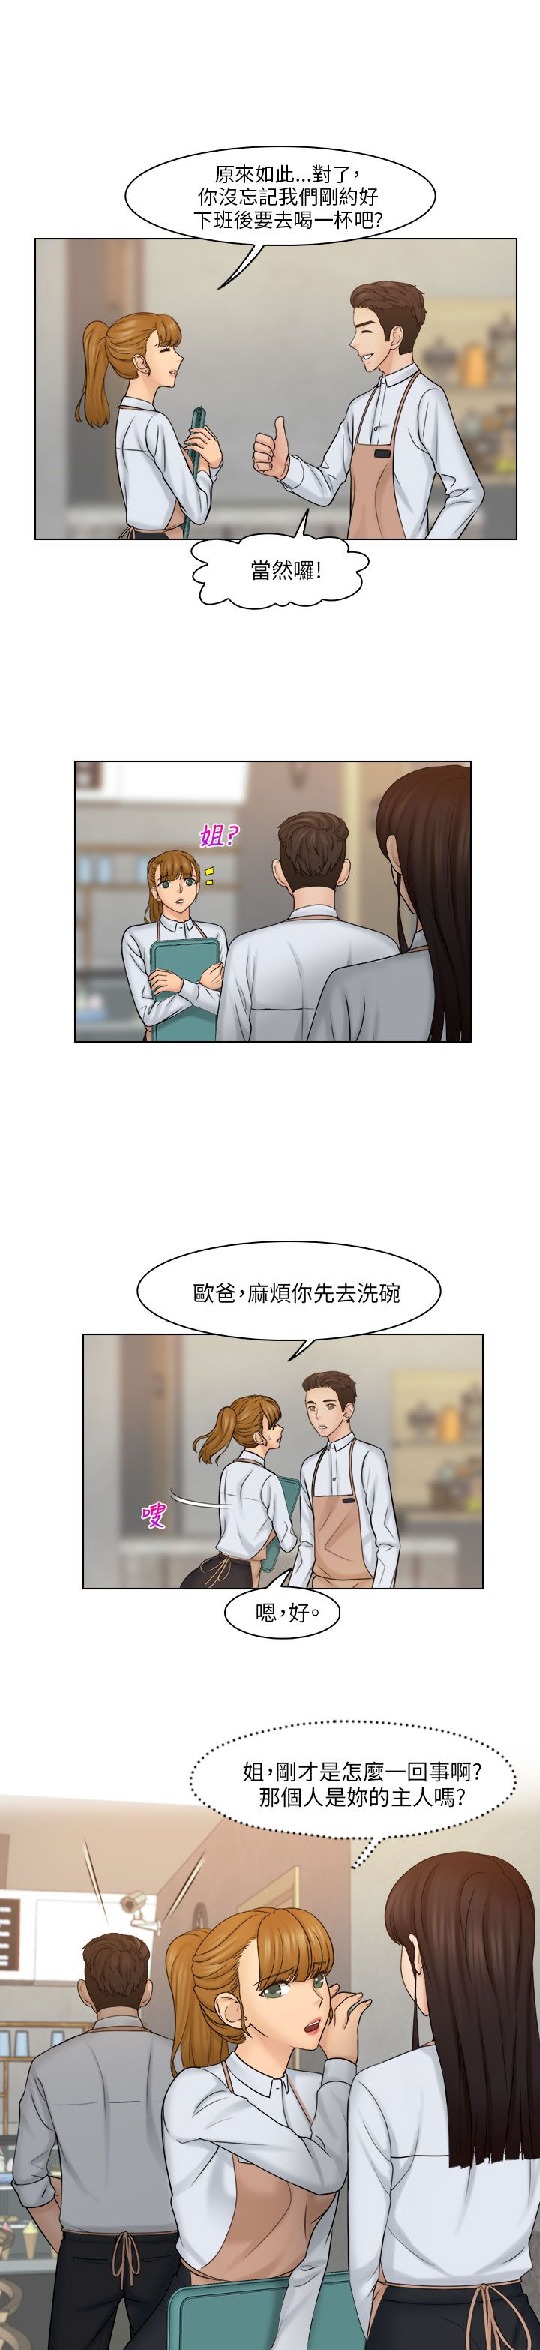 原來如此...對了，
你沒忘記我們剛約好
下班後要去喝一杯吧?
當然囉!
姐?
歐爸，麻煩你先去洗碗
嗖
嗯，好。
姐，剛才是怎麼一回事啊?
那個人是妳的主人嗎?